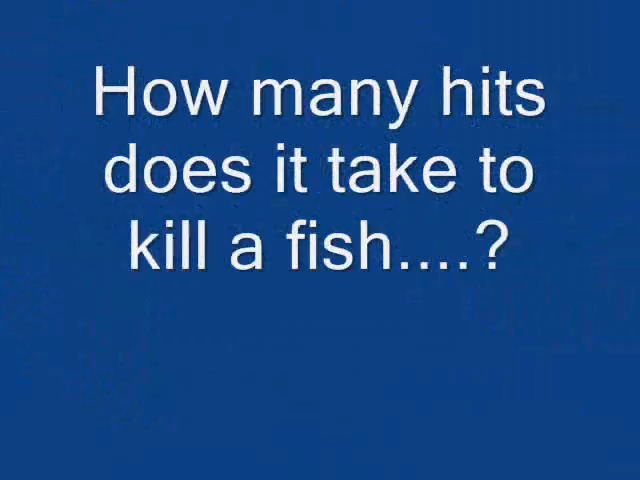 How many hits
does it take to
kill a fish....?